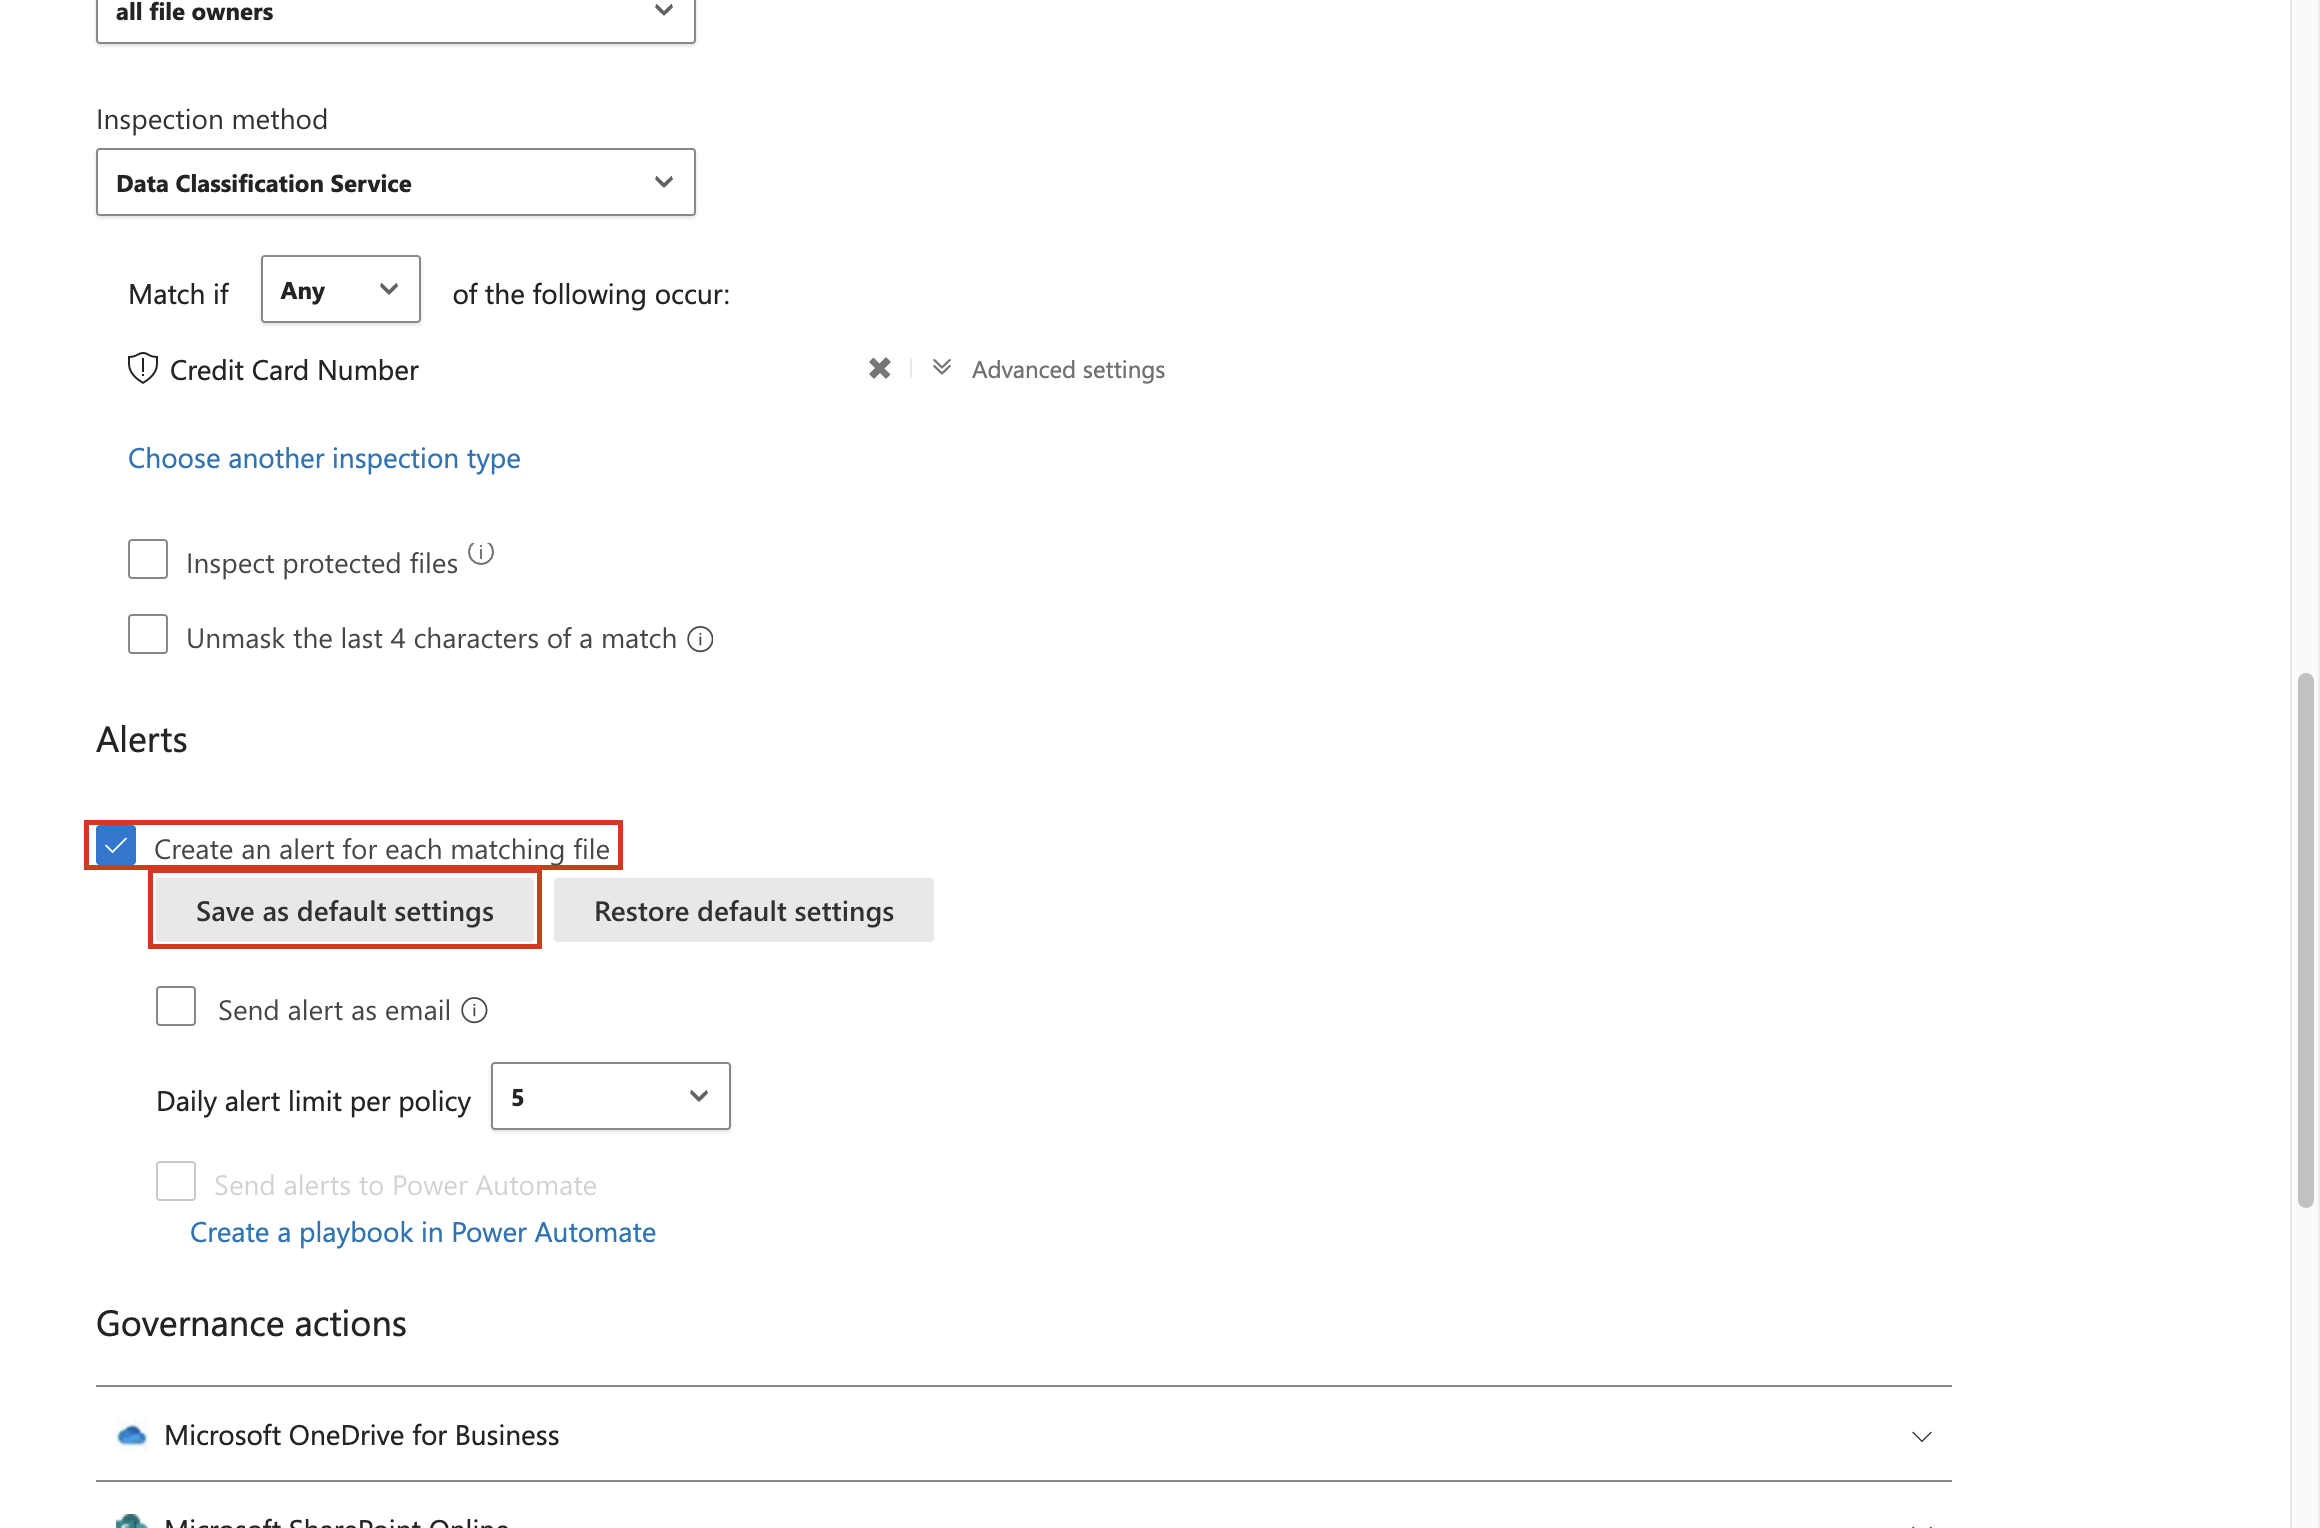 all file owners
Inspection method
Data Classification Service
Match if Any of the following occur:
Credit Card Number Advanced settings
Choose another inspection type
Inspect protected files
Unmask the last 4 characters of a match
Alerts
Create an alert for each matching file
Save as default settings Restore default settings
Send alert as email
Daily alert limit per policy 5
Send alerts to Power Automate
Create a playbook in Power Automate
Governance actions
Microsoft OneDrive for Business
Microsoft SharePoint Online